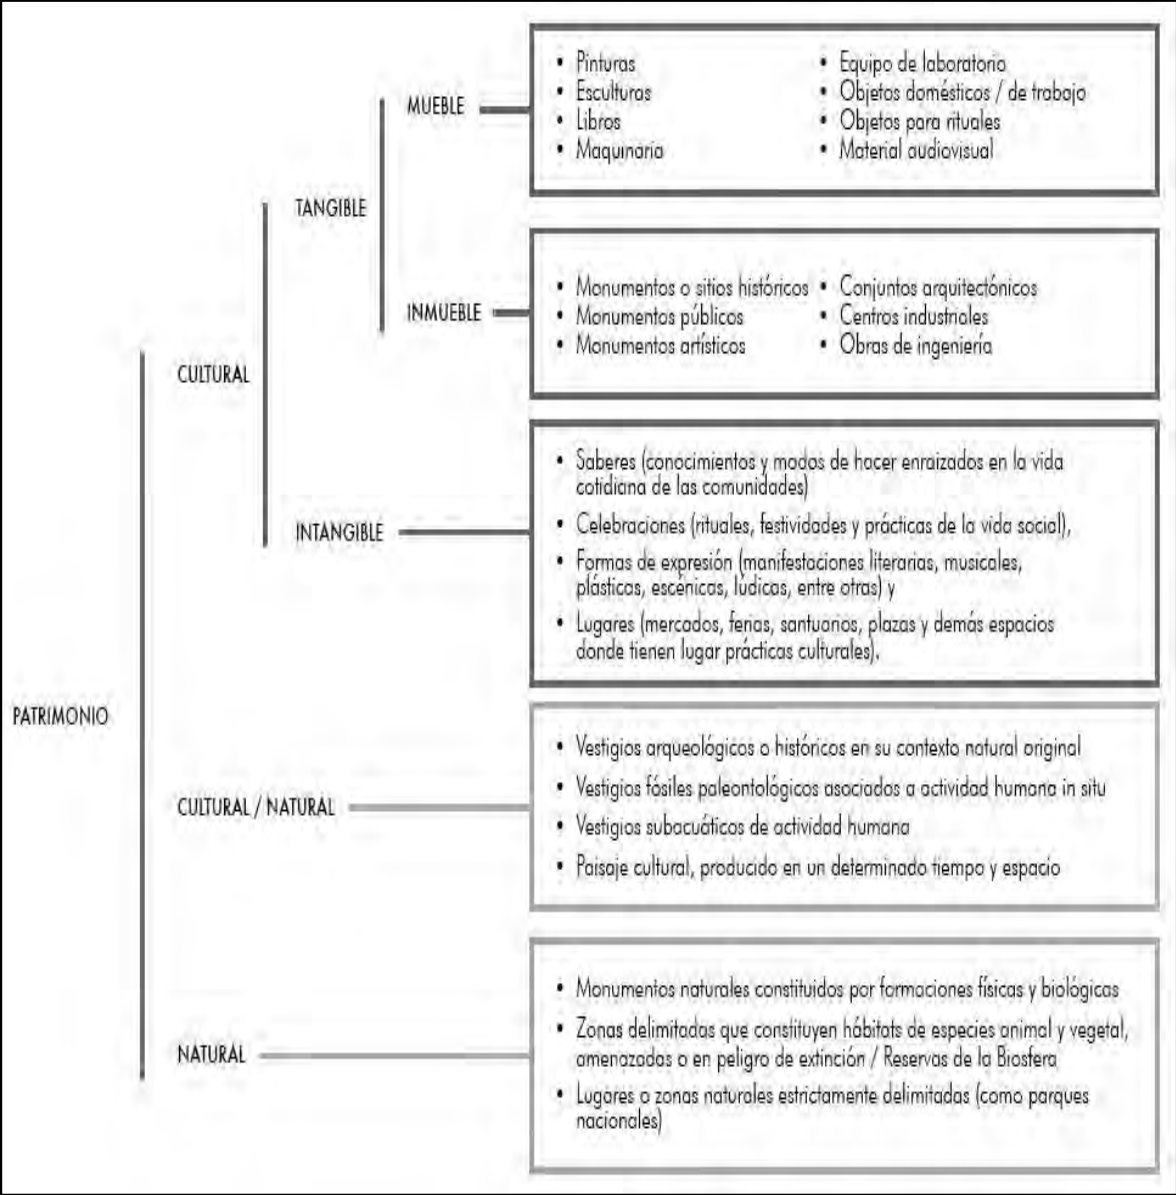 PATRIMONIO
CULTURAL
TANGIBLE
MUEBLE
• Pinturas
• Esculturas
• Libros
• Maquinaria
• Equipo de laboratorio
• Objetos domésticos / de trabajo
• Objetos para rituales
• Material audiovisual
INMUEBLE
• Monumentos o sitios históricos
• Monumentos públicos
• Monumentos artísticos
• Conjuntos arquitectónicos
• Centros industriales
• Obras de ingeniería
INTANGIBLE
• Saberes (conocimientos y modos de hacer enraizados en la vida
cotidiana de las comunidades)
• Celebraciones (rituales, festividades y prácticas de la vida social),
• Formas de expresión (manifestaciones literarias, musicales,
plásticas, escénicas, lúdicas, entre otras) y
• Lugares (mercados, ferias, santuarios, plazas y demás espacios
donde tienen lugar prácticas culturales).
CULTURAL / NATURAL
• Vestigios arqueológicos o históricos en su contexto natural original
• Vestigios fósiles paleontológicos asociados a actividad humana in situ
• Vestigios subacuáticos de actividad humana
• Paisaje cultural, producido en un determinado tiempo y espacio
NATURAL
• Monumentos naturales constituidos por formaciones físicas y biológicas
• Zonas delimitadas que constituyen hábitats de especies animal y vegetal,
amenazadas o en peligro de extinción / Reservas de la Biosfera
• Lugares o zonas naturales estrictamente delimitadas (como parques
nacionales)